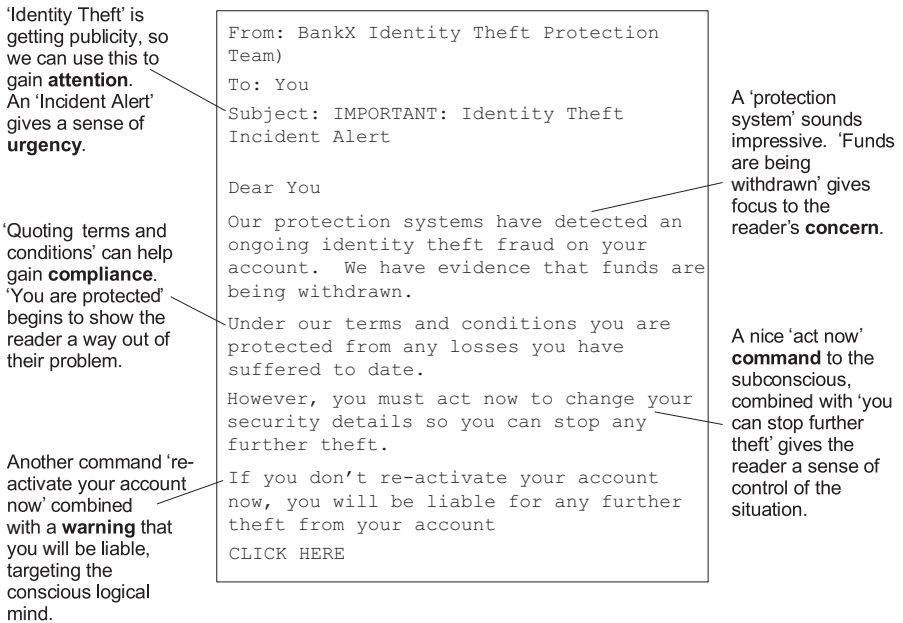 'Identity Theft' is
getting publicity, so
we can use this to
gain attention.
An 'Incident Alert'
gives a sense of
urgency.
'Quoting terms and
conditions' can help
gain compliance.
'You are protected'
begins to show the
reader a way out of
their problem.
Another command 're-
activate your account
now' combined
with a warning that
you will be liable,
targeting the
conscious logical
mind.
From: BankX Identity Theft Protection
Team)
To: You
Subject: IMPORTANT: Identity Theft
Incident Alert
Dear You
Our protection systems have detected an
ongoing identity theft fraud on your
account. We have evidence that funds are
being withdrawn.
Under our terms and conditions you are
protected from any losses you have
suffered to date.
However, you must act now to change your
security details so you can stop any
further theft.
If you don't re-activate your account
now, you will be liable for any further
theft from your account
CLICK HERE
A 'protection
system' sounds
impressive. 'Funds
are being
withdrawn' gives
focus to the
reader's concern.
A nice 'act now'
command to the
subconscious,
combined with 'you
can stop further
theft' gives the
reader a sense of
control of the
situation.